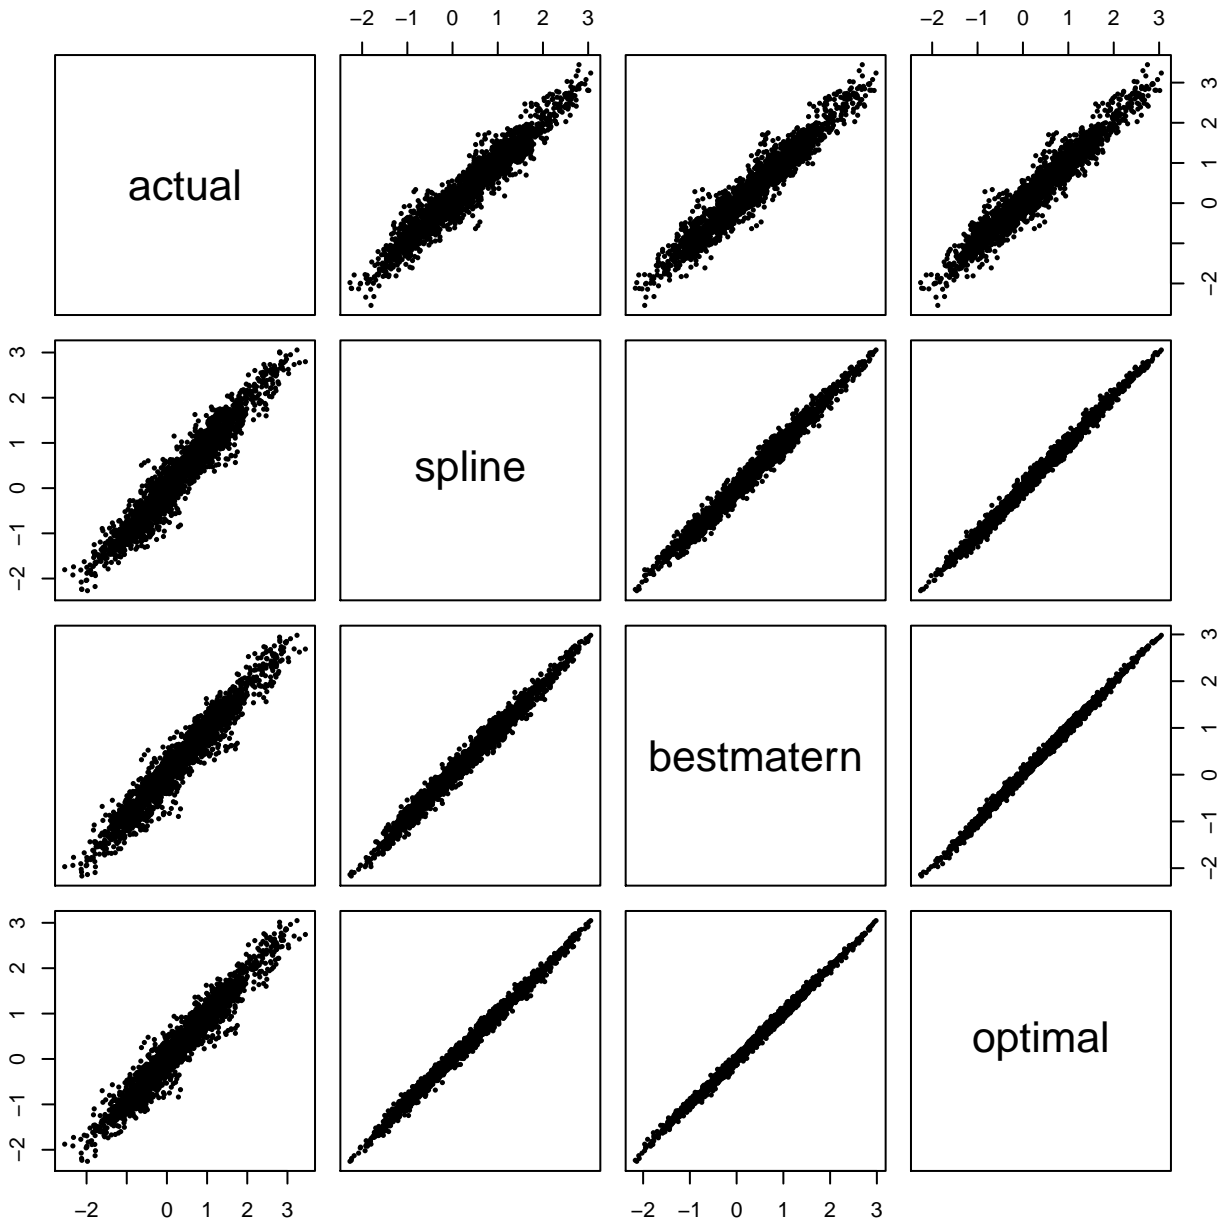 −2 −1 0 1 2 3 −2 −1 0 1 2 3
actual
−2 0 1 2 3
−2 −1 0 1 2 3
spline
bestmatern
−2 −1 0 1 2 3
−2 −1 0 1 2 3
optimal
−2 0 1 2 3 −2 −1 0 1 2 3